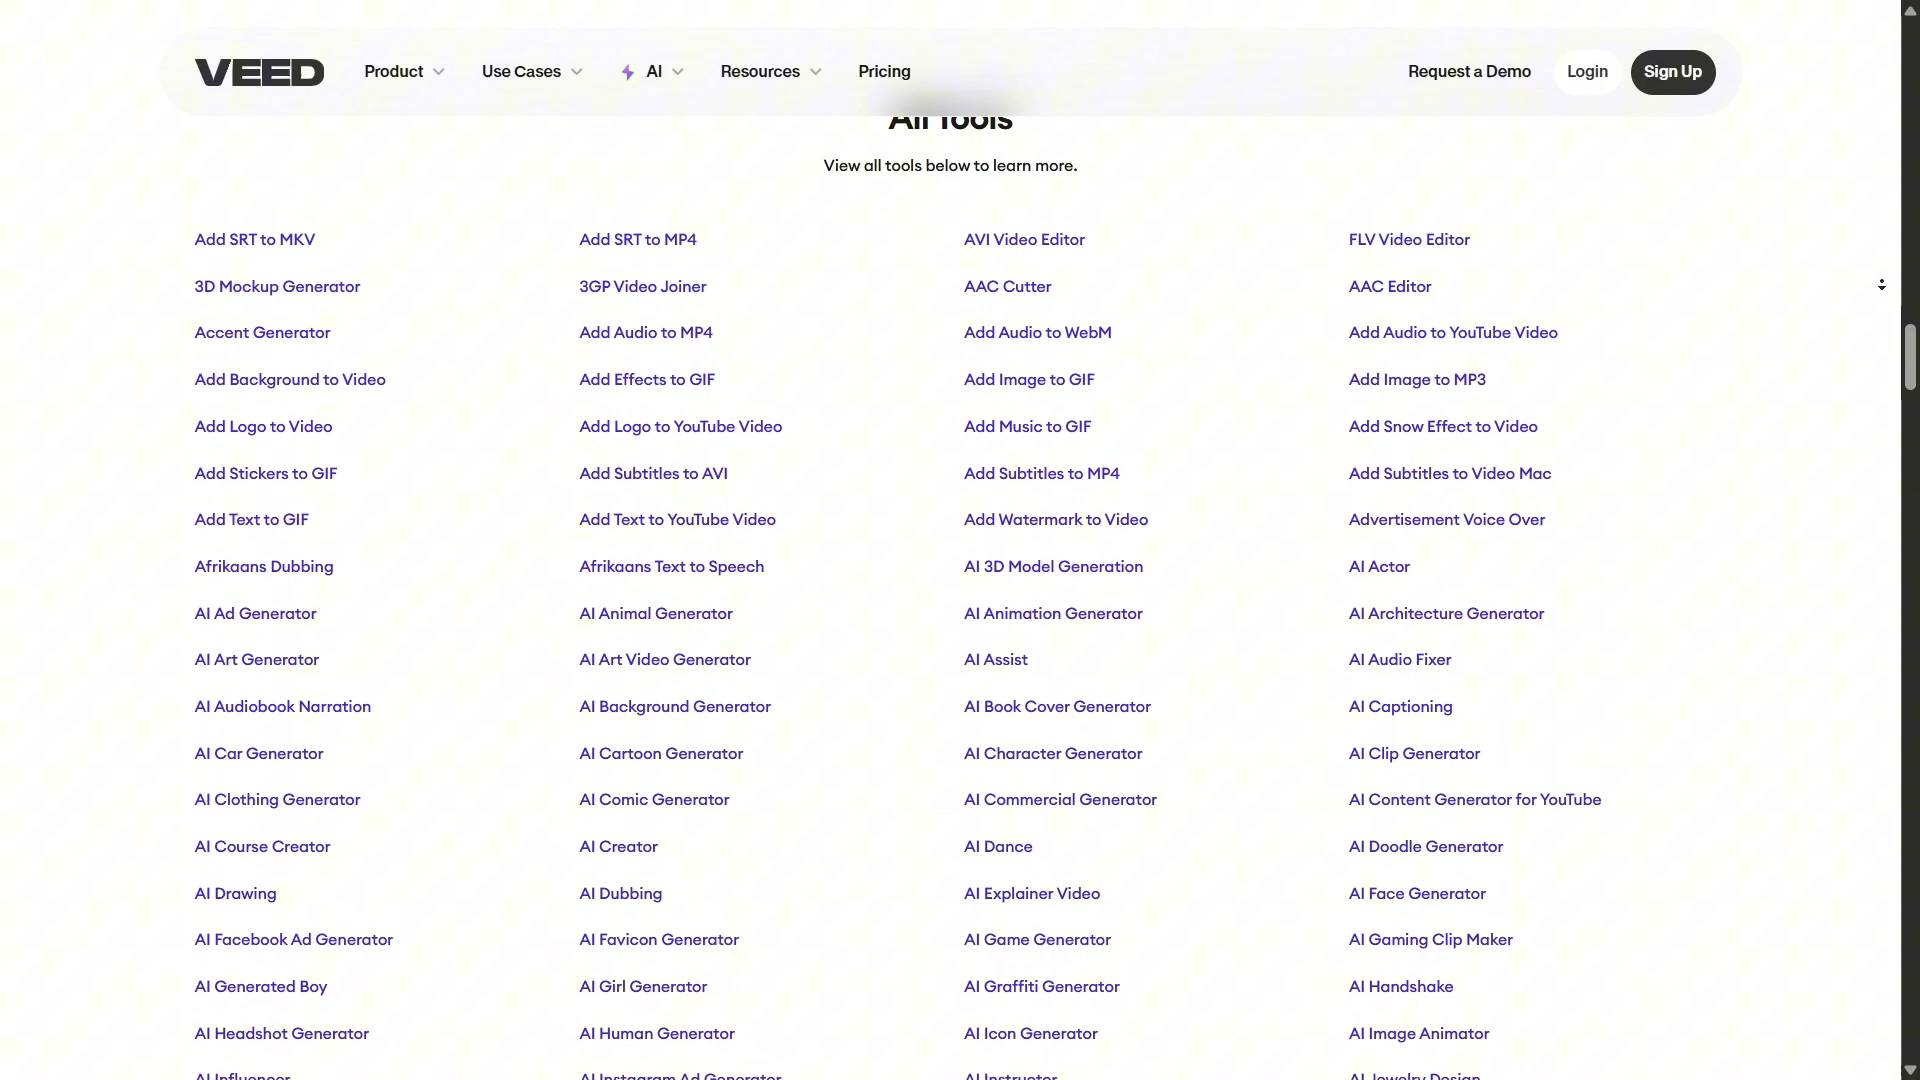 VEED Product Use Cases AI Resources Pricing Request a Demo Login Sign Up
All Tools
View all tools below to learn more.
Add SRT to MKV Add SRT to MP4 AVI Video Editor FLV Video Editor
3D Mockup Generator 3GP Video Joiner AAC Cutter AAC Editor
Accent Generator Add Audio to MP4 Add Audio to WebM Add Audio to YouTube Video
Add Background to Video Add Effects to GIF Add Image to GIF Add Image to MP3
Add Logo to Video Add Logo to YouTube Video Add Music to GIF Add Snow Effect to Video
Add Stickers to GIF Add Subtitles to AVI Add Subtitles to MP4 Add Subtitles to Video Mac
Add Text to GIF Add Text to YouTube Video Add Watermark to Video Advertisement Voice Over
Afrikaans Dubbing Afrikaans Text to Speech AI 3D Model Generation AI Actor
AI Ad Generator AI Animal Generator AI Animation Generator AI Architecture Generator
AI Art Generator AI Art Video Generator AI Assist AI Audio Fixer
AI Audiobook Narration AI Background Generator AI Book Cover Generator AI Captioning
AI Car Generator AI Cartoon Generator AI Character Generator AI Clip Generator
AI Clothing Generator AI Comic Generator AI Commercial Generator AI Content Generator for YouTube
AI Course Creator AI Creator AI Dance AI Doodle Generator
AI Drawing AI Dubbing AI Explainer Video AI Face Generator
AI Facebook Ad Generator AI Favicon Generator AI Game Generator AI Gaming Clip Maker
AI Generated Boy AI Girl Generator AI Graffiti Generator AI Handshake
AI Headshot Generator AI Human Generator AI Icon Generator AI Image Animator
AI Influencer AI Instagram Ad Generator AI Instructor AI Jewelry Design